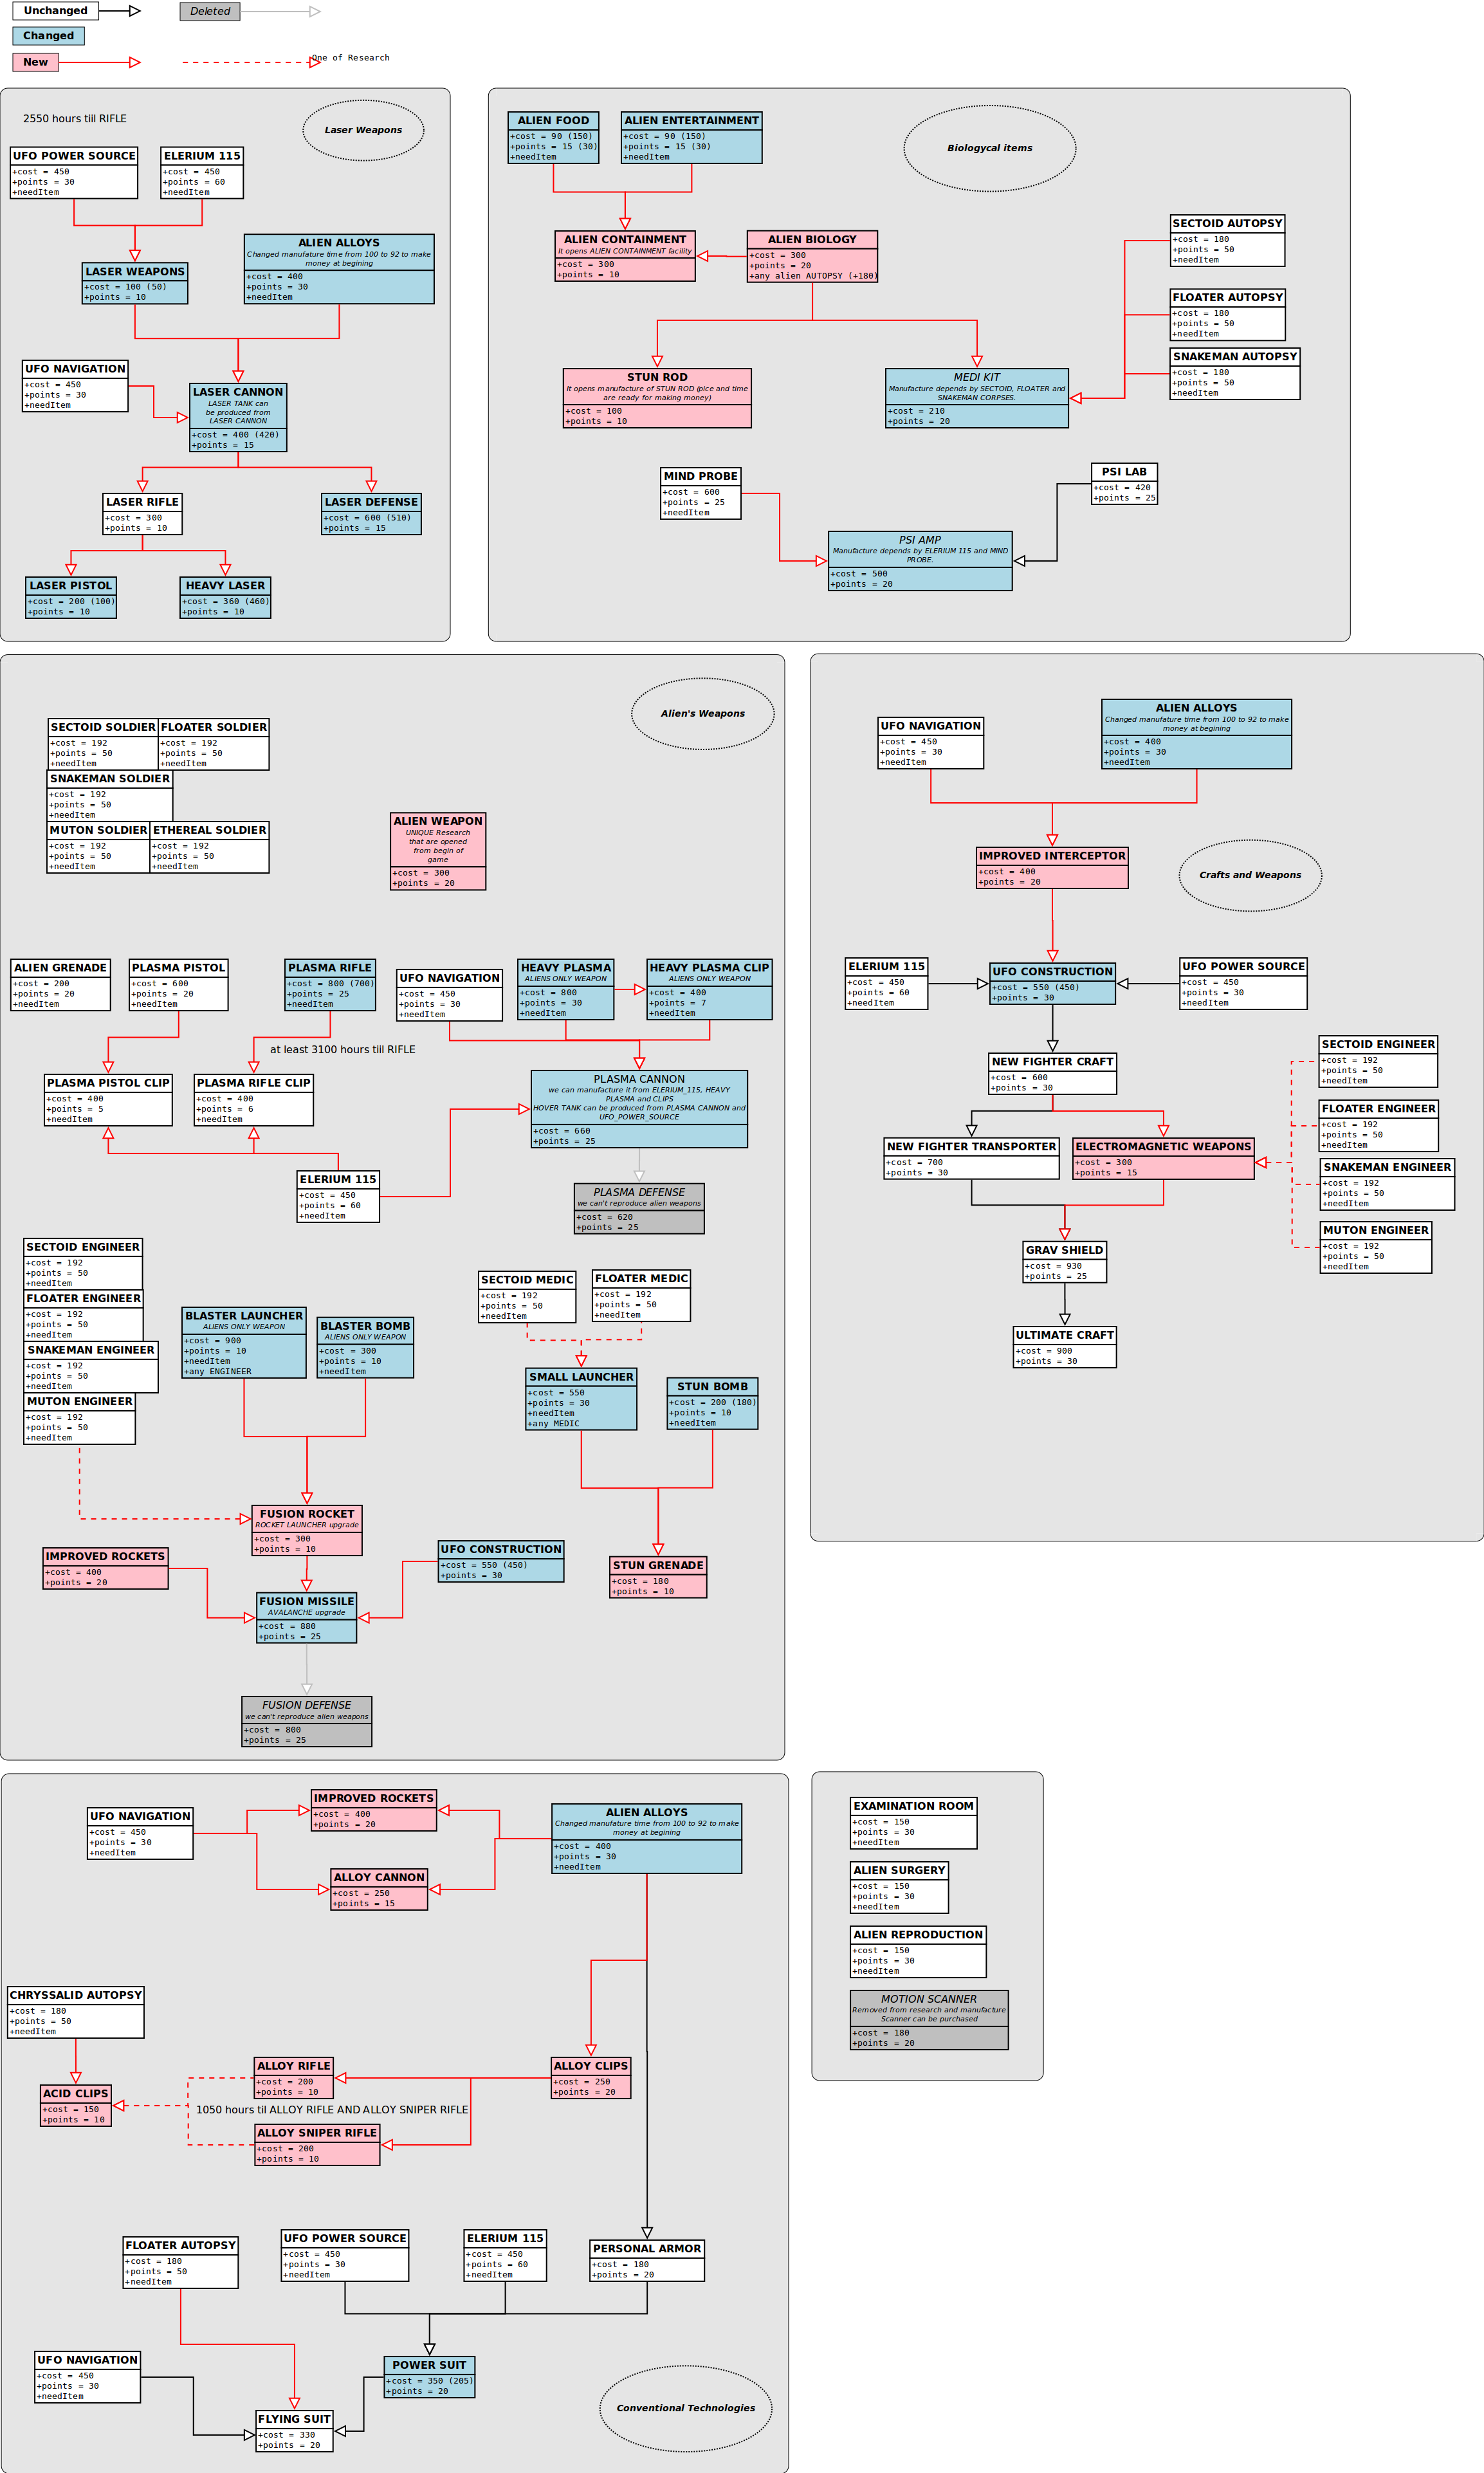 Unchanged
Deleted
Changed
New
One of Research
2550 hours tiil RIFLE
Laser Weapons
UFO POWER SOURCE
+cost = 450
+points = 30
+needItem
ELERIUM 115
+cost = 450
+points = 60
+needItem
ALIEN ALLOYS
Changed manufature time from 100 to 92 to make
money at begining
+cost = 400
+points = 30
+needItem
LASER WEAPONS
+cost = 100 (50)
+points = 10
UFO NAVIGATION
+cost = 450
+points = 30
+needItem
LASER CANNON
LASER TANK can
be produced from
LASER CANNON
+cost = 400 (420)
+points = 15
LASER RIFLE
+cost = 300
+points = 10
LASER DEFENSE
+cost = 600 (510)
+points = 15
LASER PISTOL
+cost = 200 (100)
+points = 10
HEAVY LASER
+cost = 360 (460)
+points = 10
ALIEN FOOD
+cost = 90 (150)
+points = 15 (30)
+needItem
ALIEN ENTERTAINMENT
+cost = 90 (150)
+points = 15 (30)
+needItem
Biologycal items
ALIEN CONTAINMENT
It opens ALIEN CONTAINMENT facility
+cost = 300
+points = 10
ALIEN BIOLOGY
+cost = 300
+points = 20
+any alien AUTOPSY (+180)
SECTOID AUTOPSY
+cost = 180
+points = 50
+needItem
FLOATER AUTOPSY
+cost = 180
+points = 50
+needItem
SNAKEMAN AUTOPSY
+cost = 180
+points = 50
+needItem
STUN ROD
It opens manufacture of STUN ROD (pice and time
are ready for making money)
+cost = 100
+points = 10
MEDI KIT
Manufacture depends by SECTOID, FLOATER and
SNAKEMAN CORPSES.
+cost = 210
+points = 20
MIND PROBE
+cost = 600
+points = 25
+needItem
PSI LAB
+cost = 420
+points = 25
PSI AMP
Manufacture depends by ELERIUM 115 and MIND
PROBE.
+cost = 500
+points = 20
Alien's Weapons
SECTOID SOLDIER
+cost = 192
+points = 50
+needItem
FLOATER SOLDIER
+cost = 192
+points = 50
+needItem
SNAKEMAN SOLDIER
+cost = 192
+points = 50
+needItem
MUTON SOLDIER
+cost = 192
+points = 50
+needItem
ETHEREAL SOLDIER
+cost = 192
+points = 50
+needItem
ALIEN WEAPON
UNIQUE Research
that are opened
from begin of
game
+cost = 300
+points = 20
ALIEN GRENADE
+cost = 200
+points = 20
+needItem
PLASMA PISTOL
+cost = 600
+points = 20
+needItem
PLASMA RIFLE
+cost = 800 (700)
+points = 25
+needItem
UFO NAVIGATION
+cost = 450
+points = 30
+needItem
HEAVY PLASMA
ALIENS ONLY WEAPON
+cost = 800
+points = 30
+needItem
HEAVY PLASMA CLIP
ALIENS ONLY WEAPON
+cost = 400
+points = 7
+needItem
at least 3100 hours tiil RIFLE
PLASMA PISTOL CLIP
+cost = 400
+points = 5
+needItem
PLASMA RIFLE CLIP
+cost = 400
+points = 6
+needItem
PLASMA CANNON
we can manufacture it from ELERIUM_115, HEAVY
PLASMA and CLIPS
HOVER TANK can be produced from PLASMA CANNON and
UFO_POWER_SOURCE
+cost = 660
+points = 25
ELERIUM 115
+cost = 450
+points = 60
+needItem
PLASMA DEFENSE
we can't reproduce alien weapons
+cost = 620
+points = 25
SECTOID ENGINEER
+cost = 192
+points = 50
+needItem
FLOATER ENGINEER
+cost = 192
+points = 50
+needItem
SNAKEMAN ENGINEER
+cost = 192
+points = 50
+needItem
MUTON ENGINEER
+cost = 192
+points = 50
+needItem
BLASTER LAUNCHER
ALIENS ONLY WEAPON
+cost = 900
+points = 10
+needItem
+any ENGINEER
BLASTER BOMB
ALIENS ONLY WEAPON
+cost = 300
+points = 10
+needItem
SECTOID MEDIC
+cost = 192
+points = 50
+needItem
FLOATER MEDIC
+cost = 192
+points = 50
+needItem
SMALL LAUNCHER
+cost = 550
+points = 30
+needItem
+any MEDIC
STUN BOMB
+cost = 200 (180)
+points = 10
+needItem
FUSION ROCKET
ROCKET LAUNCHER upgrade
+cost = 300
+points = 10
IMPROVED ROCKETS
+cost = 400
+points = 20
UFO CONSTRUCTION
+cost = 550 (450)
+points = 30
STUN GRENADE
+cost = 180
+points = 10
FUSION MISSILE
AVALANCHE upgrade
+cost = 880
+points = 25
FUSION DEFENSE
we can't reproduce alien weapons
+cost = 800
+points = 25
UFO NAVIGATION
+cost = 450
+points = 30
+needItem
ALIEN ALLOYS
Changed manufature time from 100 to 92 to make
money at begining
+cost = 400
+points = 30
+needItem
IMPROVED INTERCEPTOR
+cost = 400
+points = 20
Crafts and Weapons
ELERIUM 115
+cost = 450
+points = 60
+needItem
UFO CONSTRUCTION
+cost = 550 (450)
+points = 30
UFO POWER SOURCE
+cost = 450
+points = 30
+needItem
NEW FIGHTER CRAFT
+cost = 600
+points = 30
SECTOID ENGINEER
+cost = 192
+points = 50
+needItem
FLOATER ENGINEER
+cost = 192
+points = 50
+needItem
SNAKEMAN ENGINEER
+cost = 192
+points = 50
+needItem
MUTON ENGINEER
+cost = 192
+points = 50
+needItem
NEW FIGHTER TRANSPORTER
+cost = 700
+points = 30
ELECTROMAGNETIC WEAPONS
+cost = 300
+points = 15
GRAV SHIELD
+cost = 930
+points = 25
ULTIMATE CRAFT
+cost = 900
+points = 30
UFO NAVIGATION
+cost = 450
+points = 30
+needItem
IMPROVED ROCKETS
+cost = 400
+points = 20
ALIEN ALLOYS
Changed manufature time from 100 to 92 to make
money at begining
+cost = 400
+points = 30
+needItem
ALLOY CANNON
+cost = 250
+points = 15
CHRYSSALID AUTOPSY
+cost = 180
+points = 50
+needItem
ALLOY RIFLE
+cost = 200
+points = 10
ALLOY CLIPS
+cost = 250
+points = 20
ACID CLIPS
+cost = 150
+points = 10
1050 hours til ALLOY RIFLE AND ALLOY SNIPER RIFLE
ALLOY SNIPER RIFLE
+cost = 200
+points = 10
FLOATER AUTOPSY
+cost = 180
+points = 50
+needItem
UFO POWER SOURCE
+cost = 450
+points = 30
+needItem
ELERIUM 115
+cost = 450
+points = 60
+needItem
PERSONAL ARMOR
+cost = 180
+points = 20
UFO NAVIGATION
+cost = 450
+points = 30
+needItem
POWER SUIT
+cost = 350 (205)
+points = 20
FLYING SUIT
+cost = 330
+points = 20
Conventional Technologies
EXAMINATION ROOM
+cost = 150
+points = 30
+needItem
ALIEN SURGERY
+cost = 150
+points = 30
+needItem
ALIEN REPRODUCTION
+cost = 150
+points = 30
+needItem
MOTION SCANNER
Removed from research and manufacture
Scanner can be purchased
+cost = 180
+points = 20